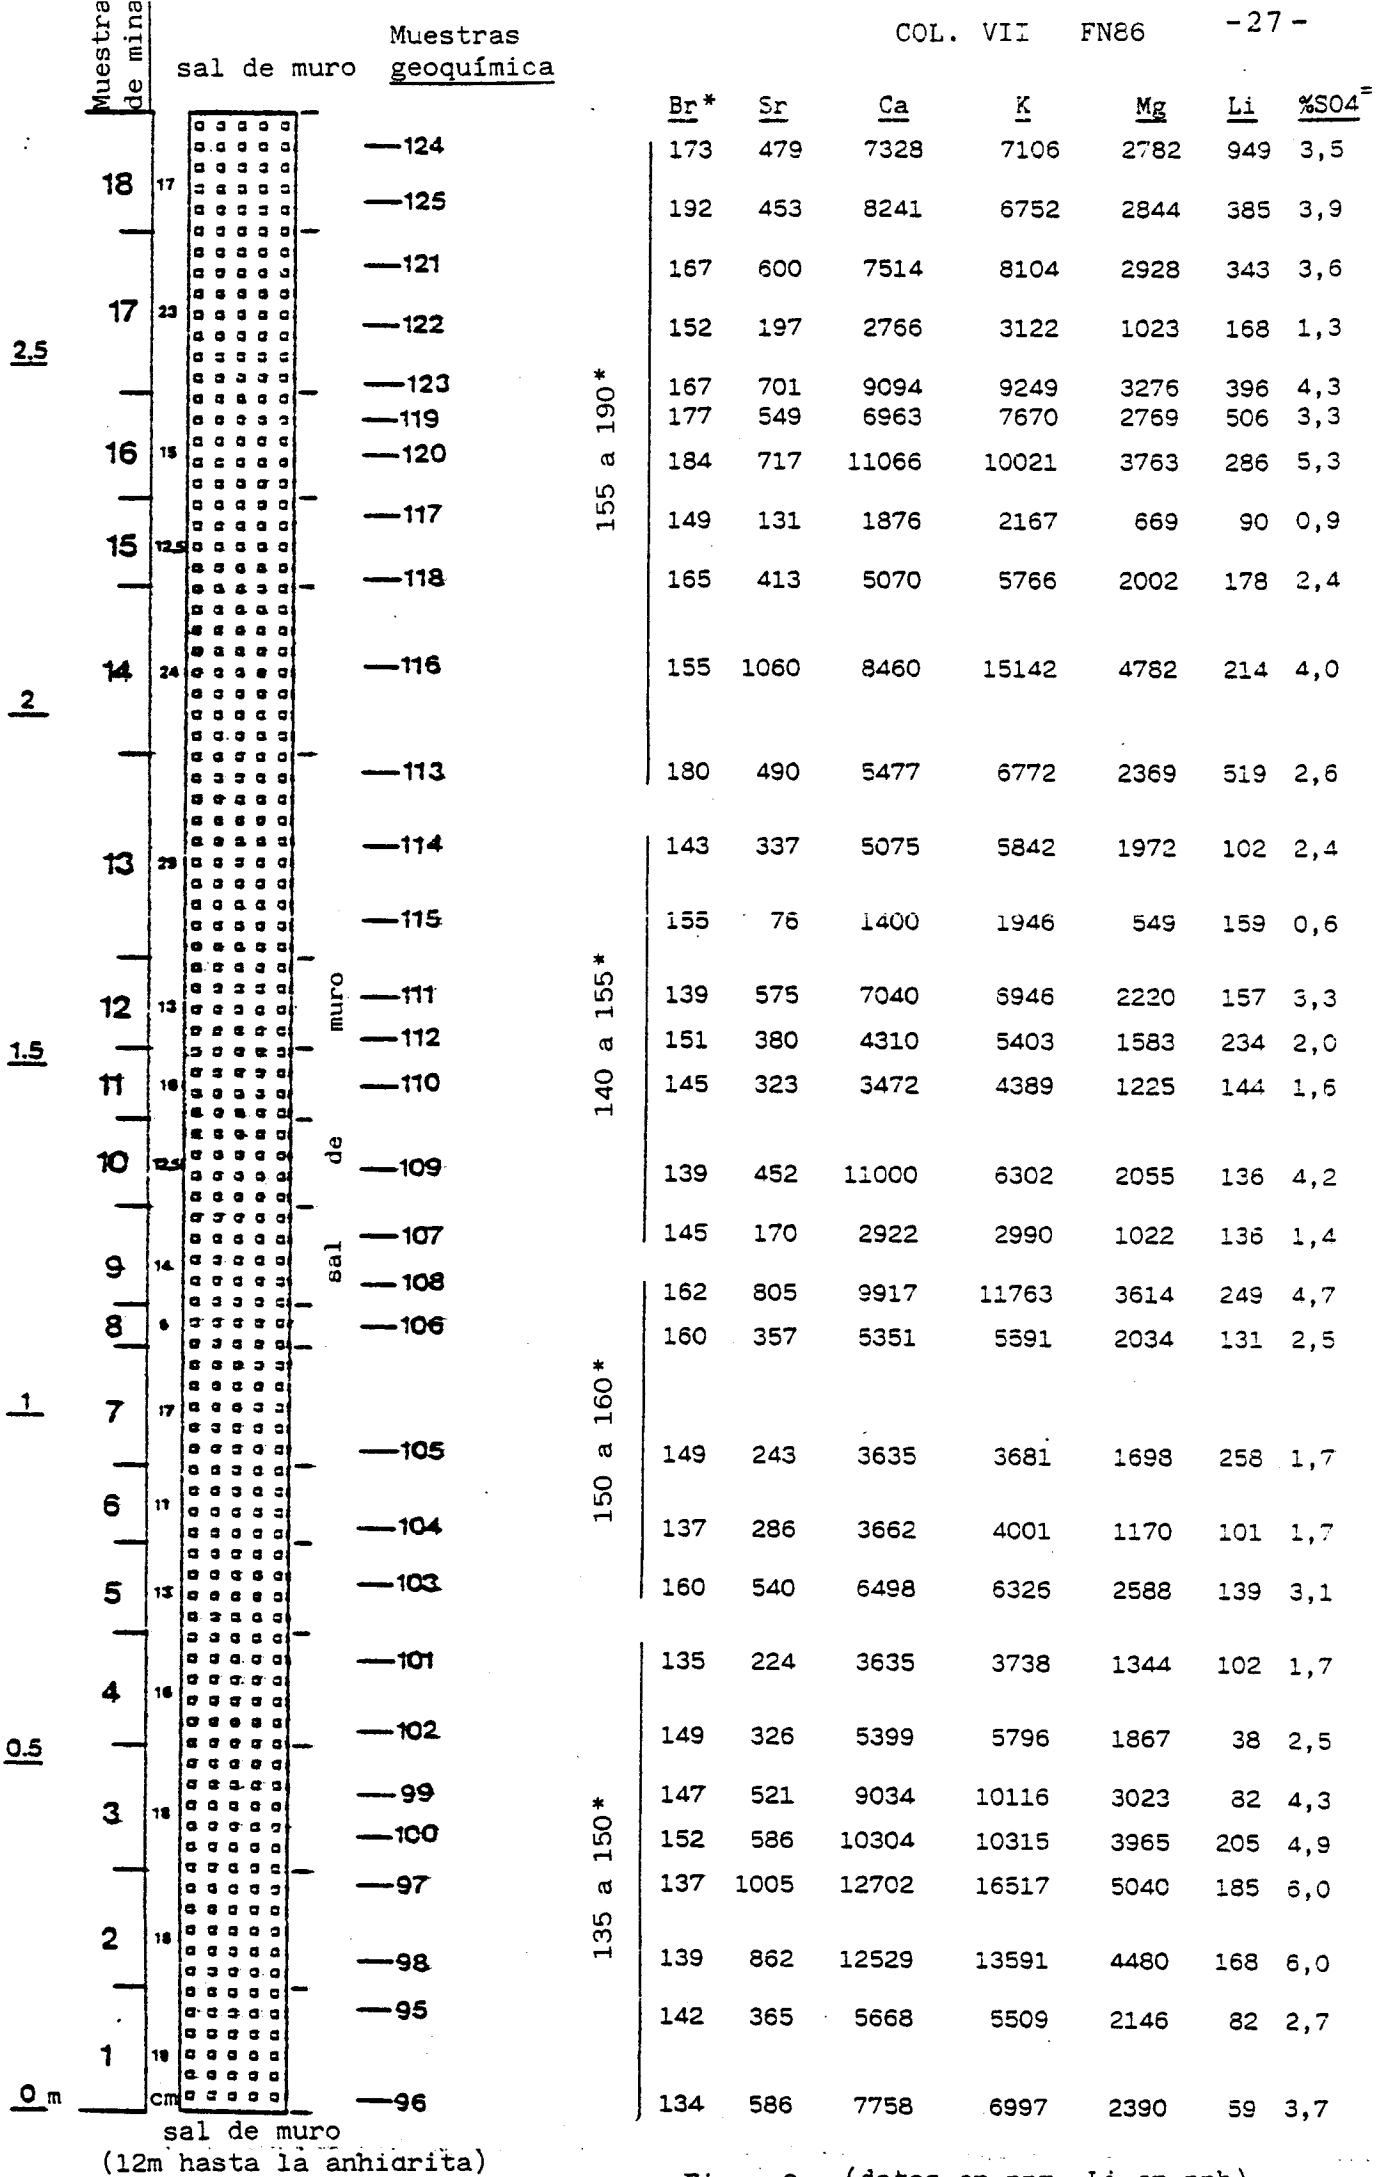 COL. VII FN86 -27-
Muestra de mina
sal de muro
Muestras geoquímica
Br* Sr Ca K Mg Li %SO4=
124 173 479 7328 7106 2782 949 3,5
18 17
125 192 453 8241 6752 2844 385 3,9
121 167 600 7514 8104 2928 343 3,6
17 23
122 152 197 2766 3122 1023 168 1,3
2.5
123 167 701 9094 9249 3276 396 4,3
119 177 549 6963 7670 2769 506 3,3
155 a 190*
16 15
120 184 717 11066 10021 3763 286 5,3
117 149 131 1876 2167 669 90 0,9
15 12.5
118 165 413 5070 5766 2002 178 2,4
14 24
116 155 1060 8460 15142 4782 214 4,0
2
113 180 490 5477 6772 2369 519 2,6
114 143 337 5075 5842 1972 102 2,4
13 29
115 155 76 1400 1946 549 159 0,6
140 a 155*
sal de muro
12 13
111 139 575 7040 6946 2220 157 3,3
112 151 380 4310 5403 1583 234 2,0
1.5
11
110 145 323 3472 4389 1225 144 1,6
10 12.5
109 139 452 11000 6302 2055 136 4,2
107 145 170 2922 2990 1022 136 1,4
9 14
108 162 805 9917 11763 3614 249 4,7
8
106 160 357 5351 5591 2034 131 2,5
150 a 160*
1
7 17
105 149 243 3635 3681 1698 258 1,7
6 11
104 137 286 3662 4001 1170 101 1,7
5
103 160 540 6498 6326 2588 139 3,1
101 135 224 3635 3738 1344 102 1,7
4 16
102 149 326 5399 5796 1867 38 2,5
0.5
99 147 521 9034 10116 3023 82 4,3
135 a 150*
3 18
100 152 586 10304 10315 3965 205 4,9
97 137 1005 12702 16517 5040 185 6,0
2
98 139 862 12529 13591 4480 168 6,0
95 142 365 5668 5509 2146 82 2,7
1
0 m cm
96 134 586 7758 6997 2390 59 3,7
sal de muro
(12m hasta la anhidrita)